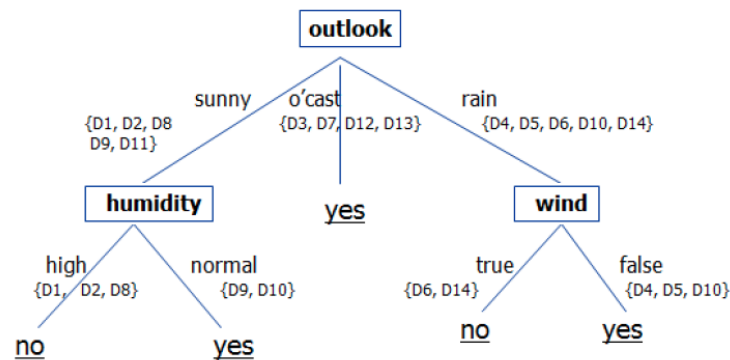 outlook
sunny
o'cast
rain
{D1, D2, D8
D9, D11}
{D3, D7, D12, D13}
{D4, D5, D6, D10, D14}
humidity
yes
wind
high
normal
true
false
{D1, D2, D8}
{D9, D10}
{D6, D14}
{D4, D5, D10}
no
yes
no
yes